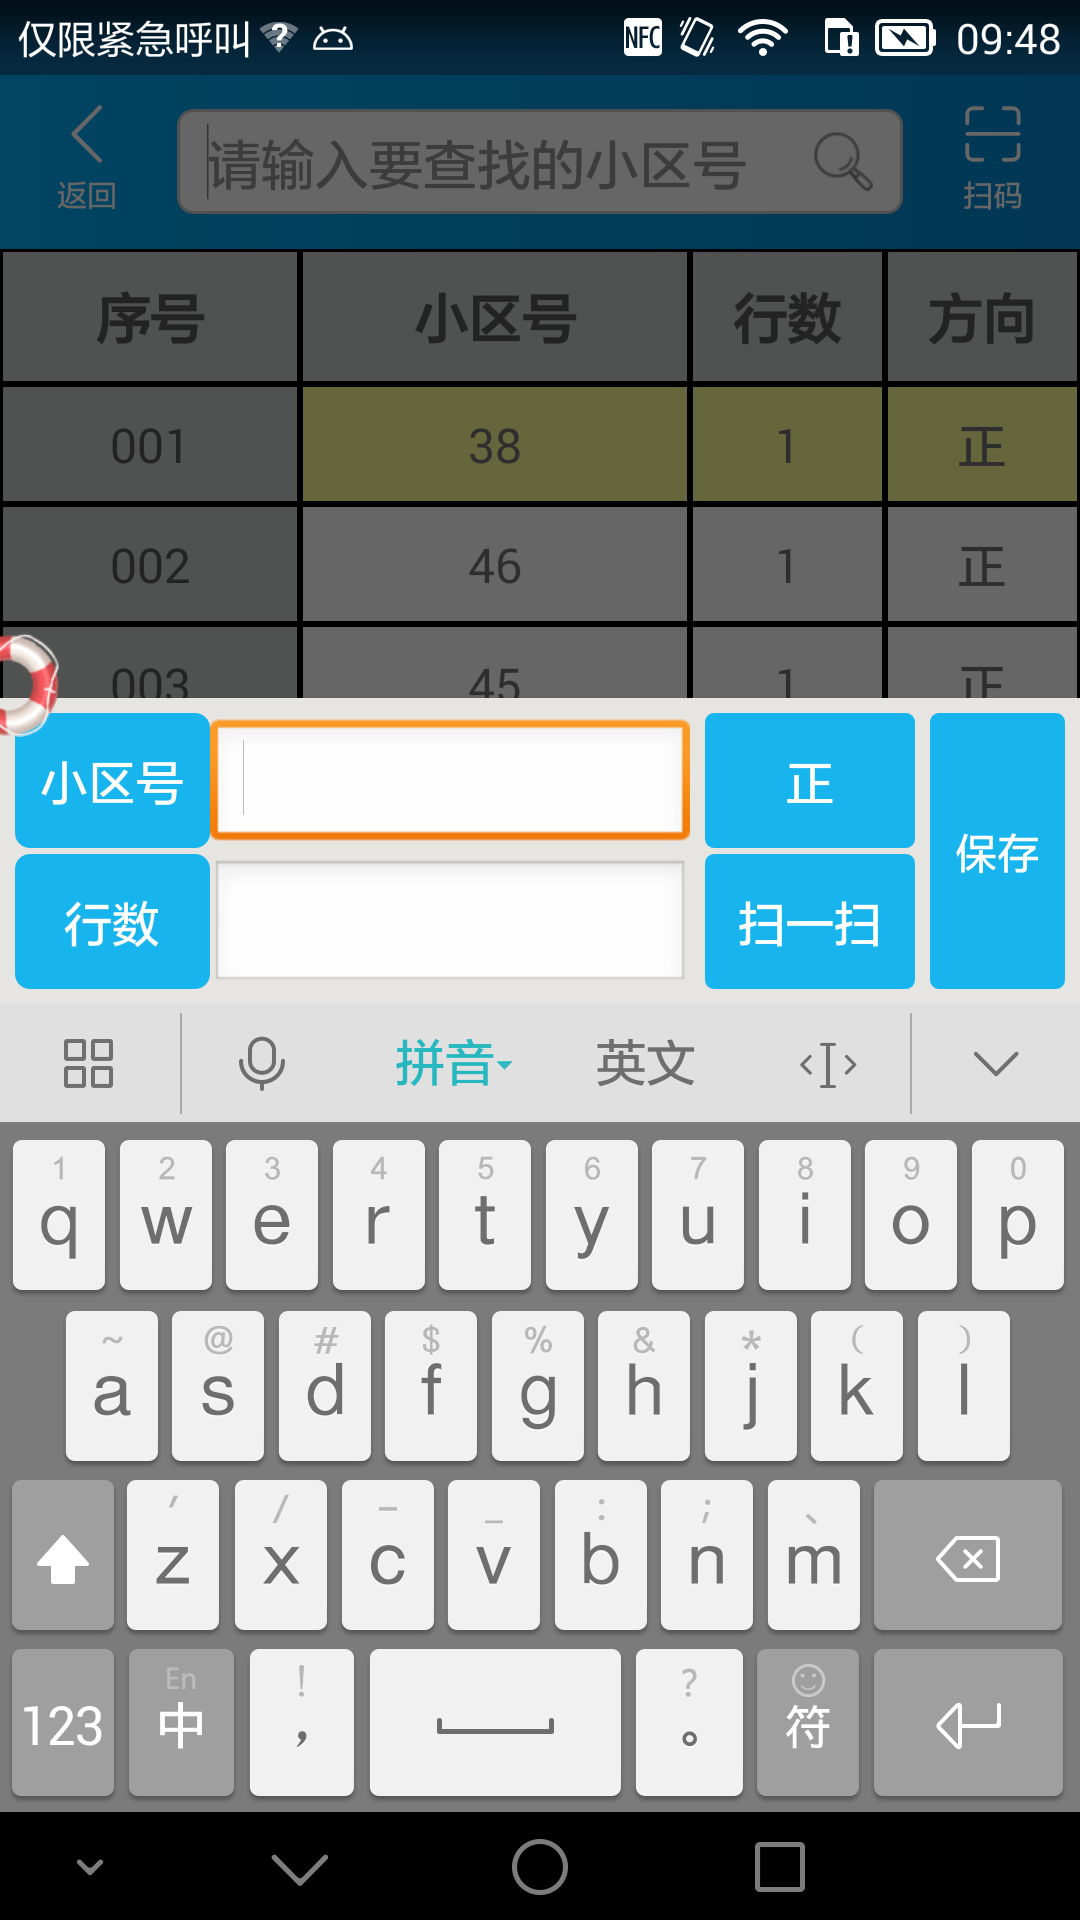 仅限紧急呼叫 ? NFC 09:48
返回 请输入要查找的小区号 扫码
序号 小区号 行数 方向
001 38 1 正
002 46 1 正
003 45 1 正
小区号 正
保存
行数 扫一扫
拼音 英文
1 2 3 4 5 6 7 8 9 0
q w e r t y u i o p
~ @ # $ % & * ( )
a s d f g h j k l
′ / - _ : ; 、
z x c v b n m
En ! ?
123 中 , 。 符